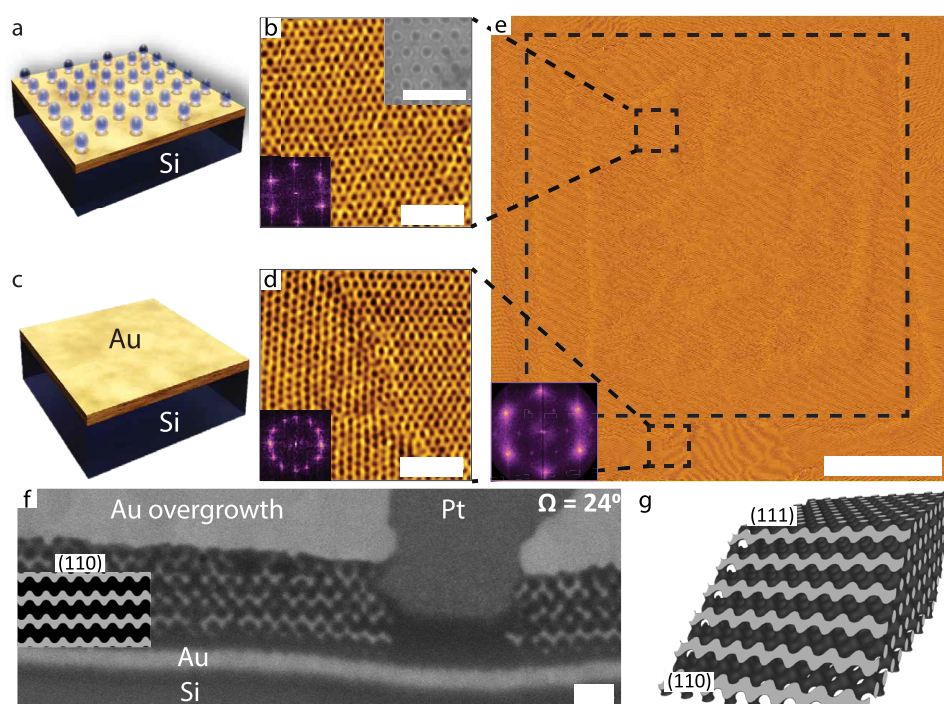 a
Si
b
e
c
Au
Si
d
f
Au overgrowth
Pt
Ω = 24º
(110)
Au
Si
g
(111)
(110)